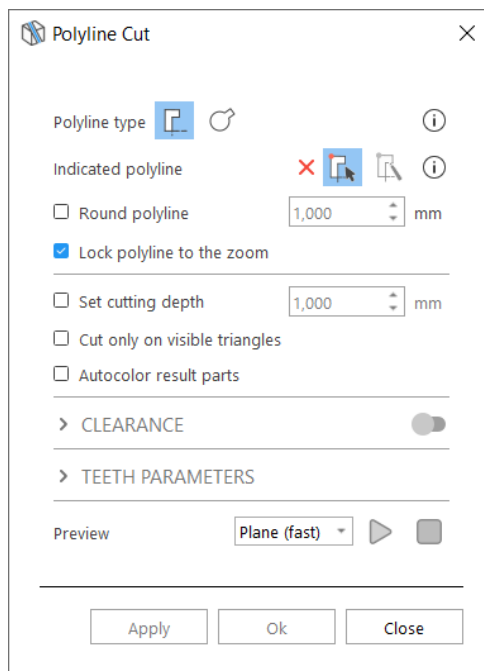 Polyline Cut
Polyline type
Indicated polyline
Round polyline 1,000 mm
Lock polyline to the zoom
Set cutting depth 1,000 mm
Cut only on visible triangles
Autocolor result parts
CLEARANCE
TEETH PARAMETERS
Preview Plane (fast)
Apply Ok Close